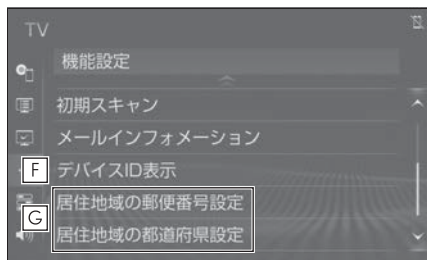 TV
機能設定
初期スキャン
メールインフォメーション
F デバイスID表示
居住地域の郵便番号設定
G
居住地域の都道府県設定